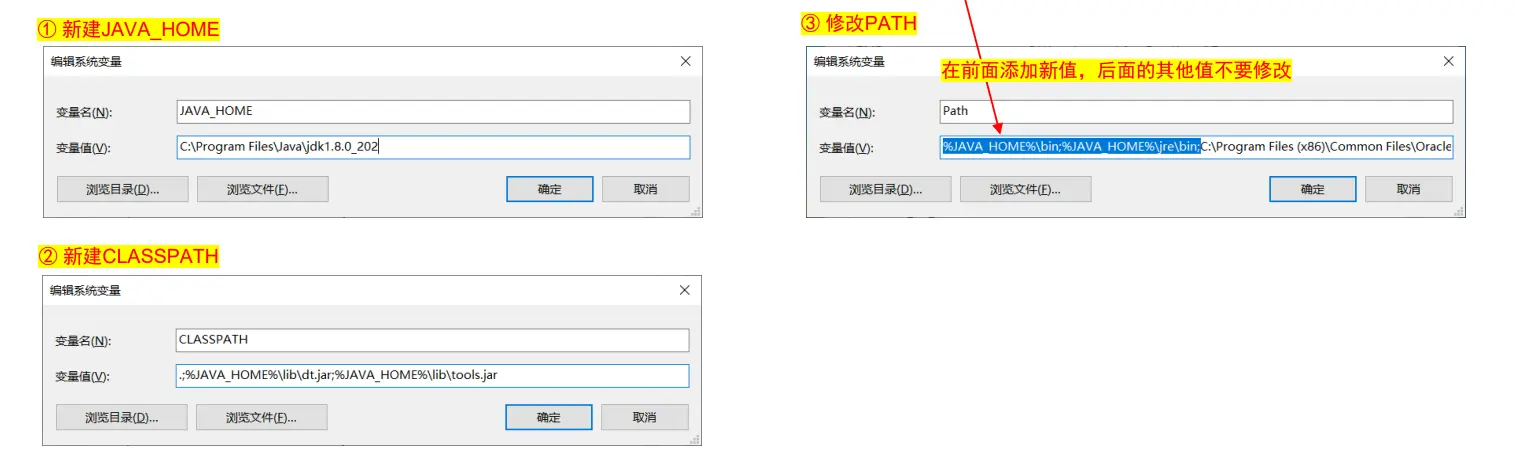 ① 新建JAVA_HOME
编辑系统变量
变量名(N):
JAVA_HOME
变量值(V):
C:\Program Files\Java\jdk1.8.0_202
浏览目录(D)...
浏览文件(F)...
确定
取消
② 新建CLASSPATH
编辑系统变量
变量名(N):
CLASSPATH
变量值(V):
.;%JAVA_HOME%\lib\dt.jar;%JAVA_HOME%\lib\tools.jar
浏览目录(D)...
浏览文件(F)...
确定
取消
③ 修改PATH
编辑系统变量
在前面添加新值，后面的其他值不要修改
变量名(N):
Path
变量值(V):
%JAVA_HOME%\bin;%JAVA_HOME%\jre\bin;C:\Program Files (x86)\Common Files\Oracle
浏览目录(D)...
浏览文件(F)...
确定
取消